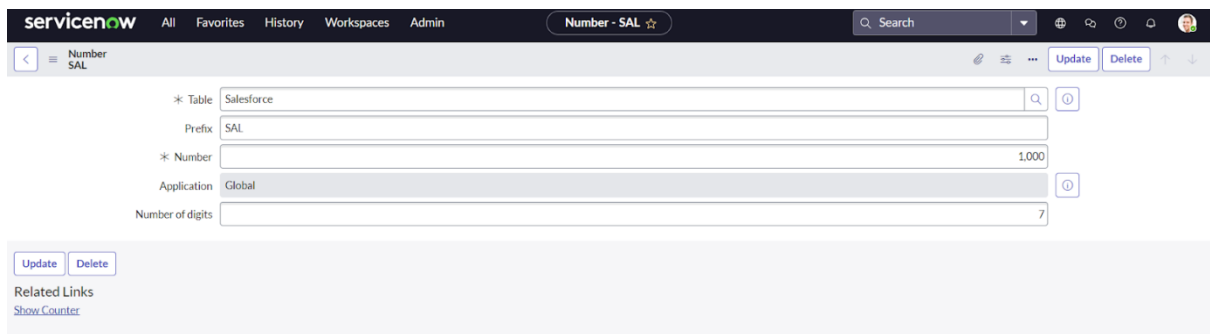 servicenow All Favorites History Workspaces Admin Number - SAL Search
Number
SAL
Update Delete
* Table Salesforce
Prefix SAL
* Number 1,000
Application Global
Number of digits 7
Update Delete
Related Links
Show Counter